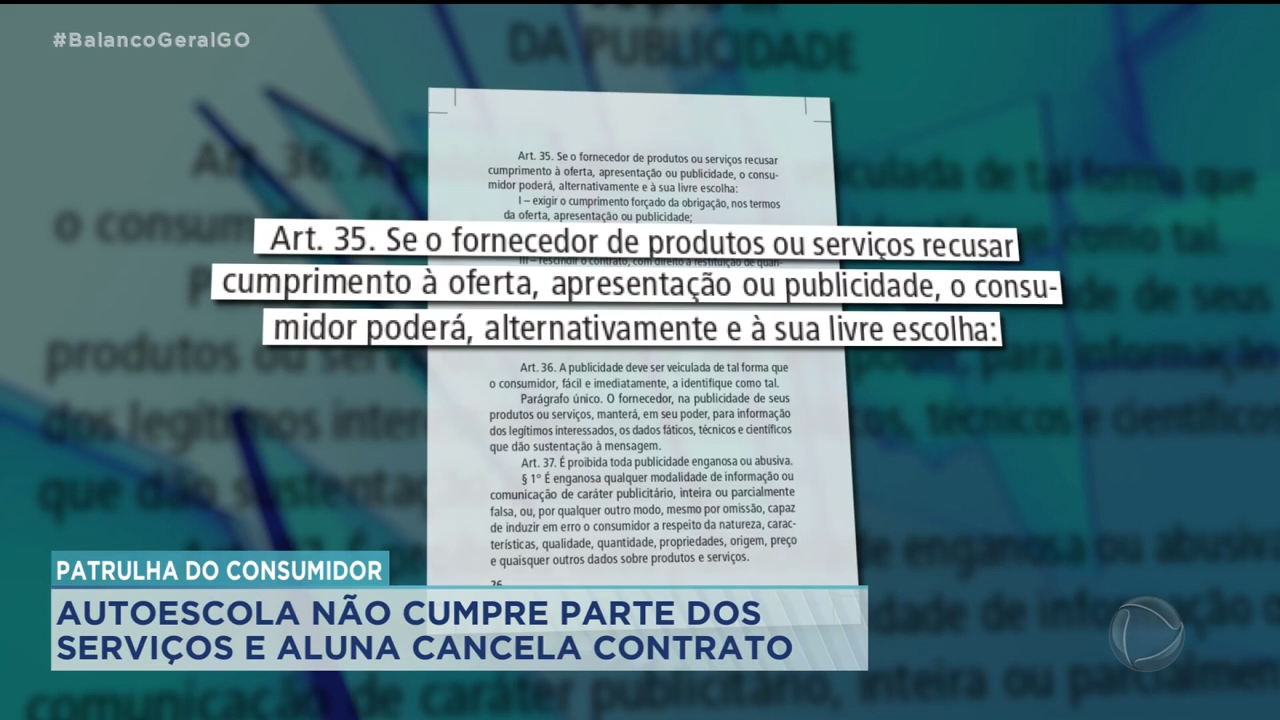 #BalancoGeralGO
DA PUBLICIDADE
Art. 35. Se o fornecedor de produtos ou serviços recusar
cumprimento à oferta, apresentação ou publicidade, o consu-
midor poderá, alternativamente e à sua livre escolha:
I – exigir o cumprimento forçado da obrigação, nos termos
da oferta, apresentação ou publicidade;
Art. 35. Se o fornecedor de produtos ou serviços recusar
III – rescindir o contrato, com direito à restituição de quan-
cumprimento à oferta, apresentação ou publicidade, o consu-
midor poderá, alternativamente e à sua livre escolha:
Art. 36. A publicidade deve ser veiculada de tal forma que
o consumidor, fácil e imediatamente, a identifique como tal.
Parágrafo único. O fornecedor, na publicidade de seus
produtos ou serviços, manterá, em seu poder, para informação
dos legítimos interessados, os dados fáticos, técnicos e científicos
que dão sustentação à mensagem.
Art. 37. É proibida toda publicidade enganosa ou abusiva.
§ 1º É enganosa qualquer modalidade de informação ou
comunicação de caráter publicitário, inteira ou parcialmente
falsa, ou, por qualquer outro modo, mesmo por omissão, capaz
de induzir em erro o consumidor a respeito da natureza, carac-
terísticas, qualidade, quantidade, propriedades, origem, preço
e quaisquer outros dados sobre produtos e serviços.
PATRULHA DO CONSUMIDOR
AUTOESCOLA NÃO CUMPRE PARTE DOS
SERVIÇOS E ALUNA CANCELA CONTRATO